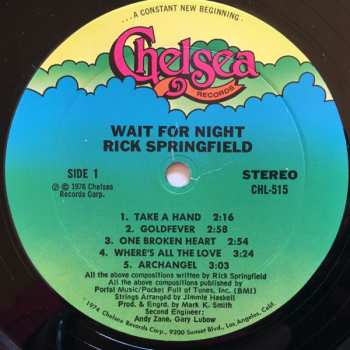 ...A CONSTANT NEW BEGINNING
Chelsea
RECORDS
WAIT FOR NIGHT
RICK SPRINGFIELD
SIDE 1
STEREO
Ⓟ © 1976 Chelsea
Records Corp.
CHL-515
1. TAKE A HAND 2:16
2. GOLDFEVER 2:58
3. ONE BROKEN HEART 2:54
4. WHERE'S ALL THE LOVE 3:24
5. ARCHANGEL 3:03
All the above compositions written by Rick Springfield
All the above compositions published by
Portal Music/Pocket Full of Tunes, Inc. (BMI)
Strings Arranged by Jimmie Haskell
Prod. & Engrd. by Mark K. Smith
Second Engineer:
Andy Zane, Gary Lubow
1974 Chelsea Records Corp., 9200 Sunset Blvd., Los Angeles, Calif.